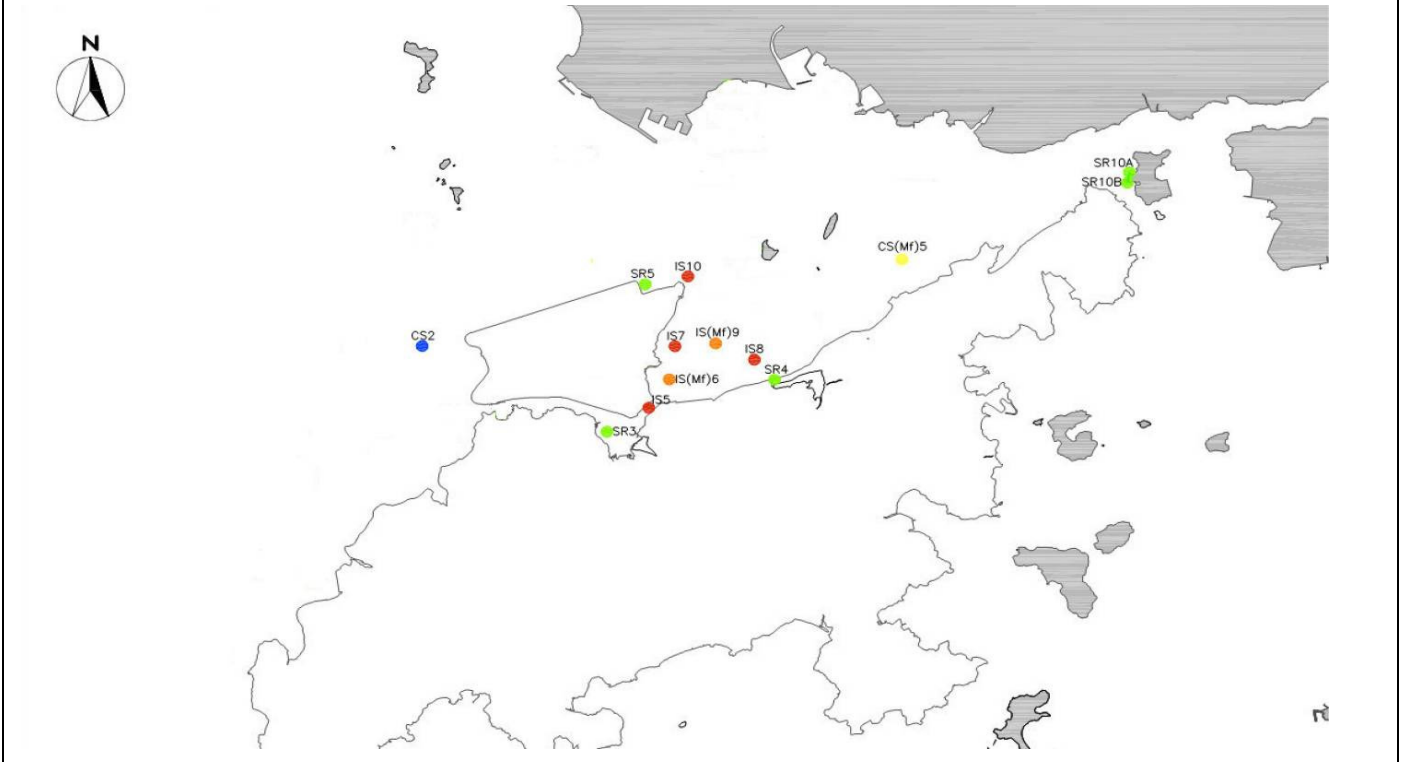 N
SR10A
SR10B
CS(Mf)5
IS10
SR5
CS2
IS7
IS(Mf)9
IS8
SR4
IS(Mf)6
IS5
SR3